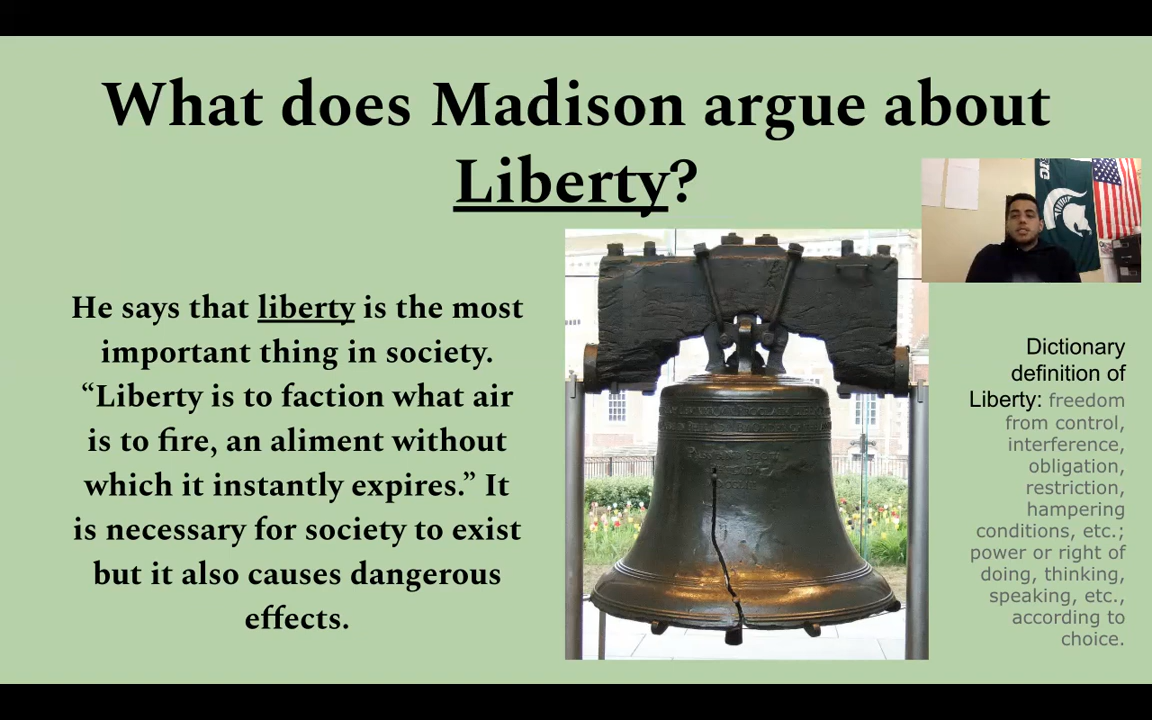 What does Madison argue about
Liberty?
He says that liberty is the most
important thing in society.
“Liberty is to faction what air
is to fire, an aliment without
which it instantly expires.” It
is necessary for society to exist
but it also causes dangerous
effects.
Dictionary
definition of
Liberty: freedom
from control,
interference,
obligation,
restriction,
hampering
conditions, etc.;
power or right of
doing, thinking,
speaking, etc.,
according to
choice.